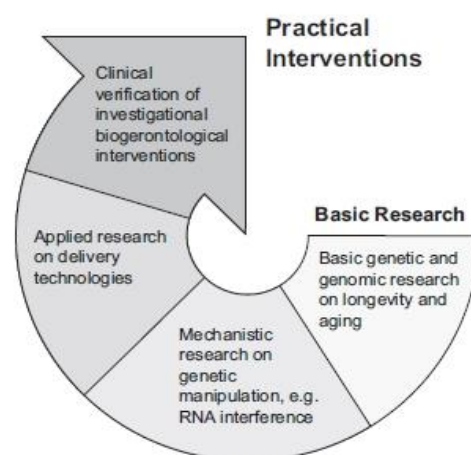 Practical
Interventions
Clinical
verification of
investigational
biogerontological
interventions
Basic Research
Applied research
on delivery
technologies
Basic genetic and
genomic research
on longevity and
aging
Mechanistic
research on
genetic
manipulation, e.g.
RNA interference